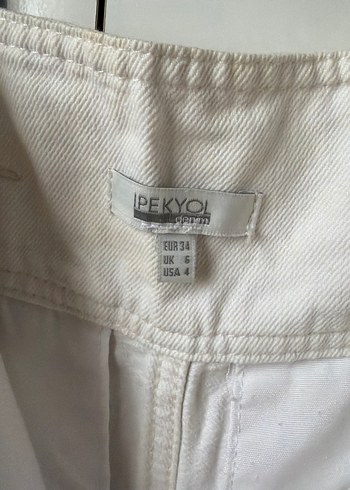 IPEKYOL
denim
EUR 34
UK 6
USA 4